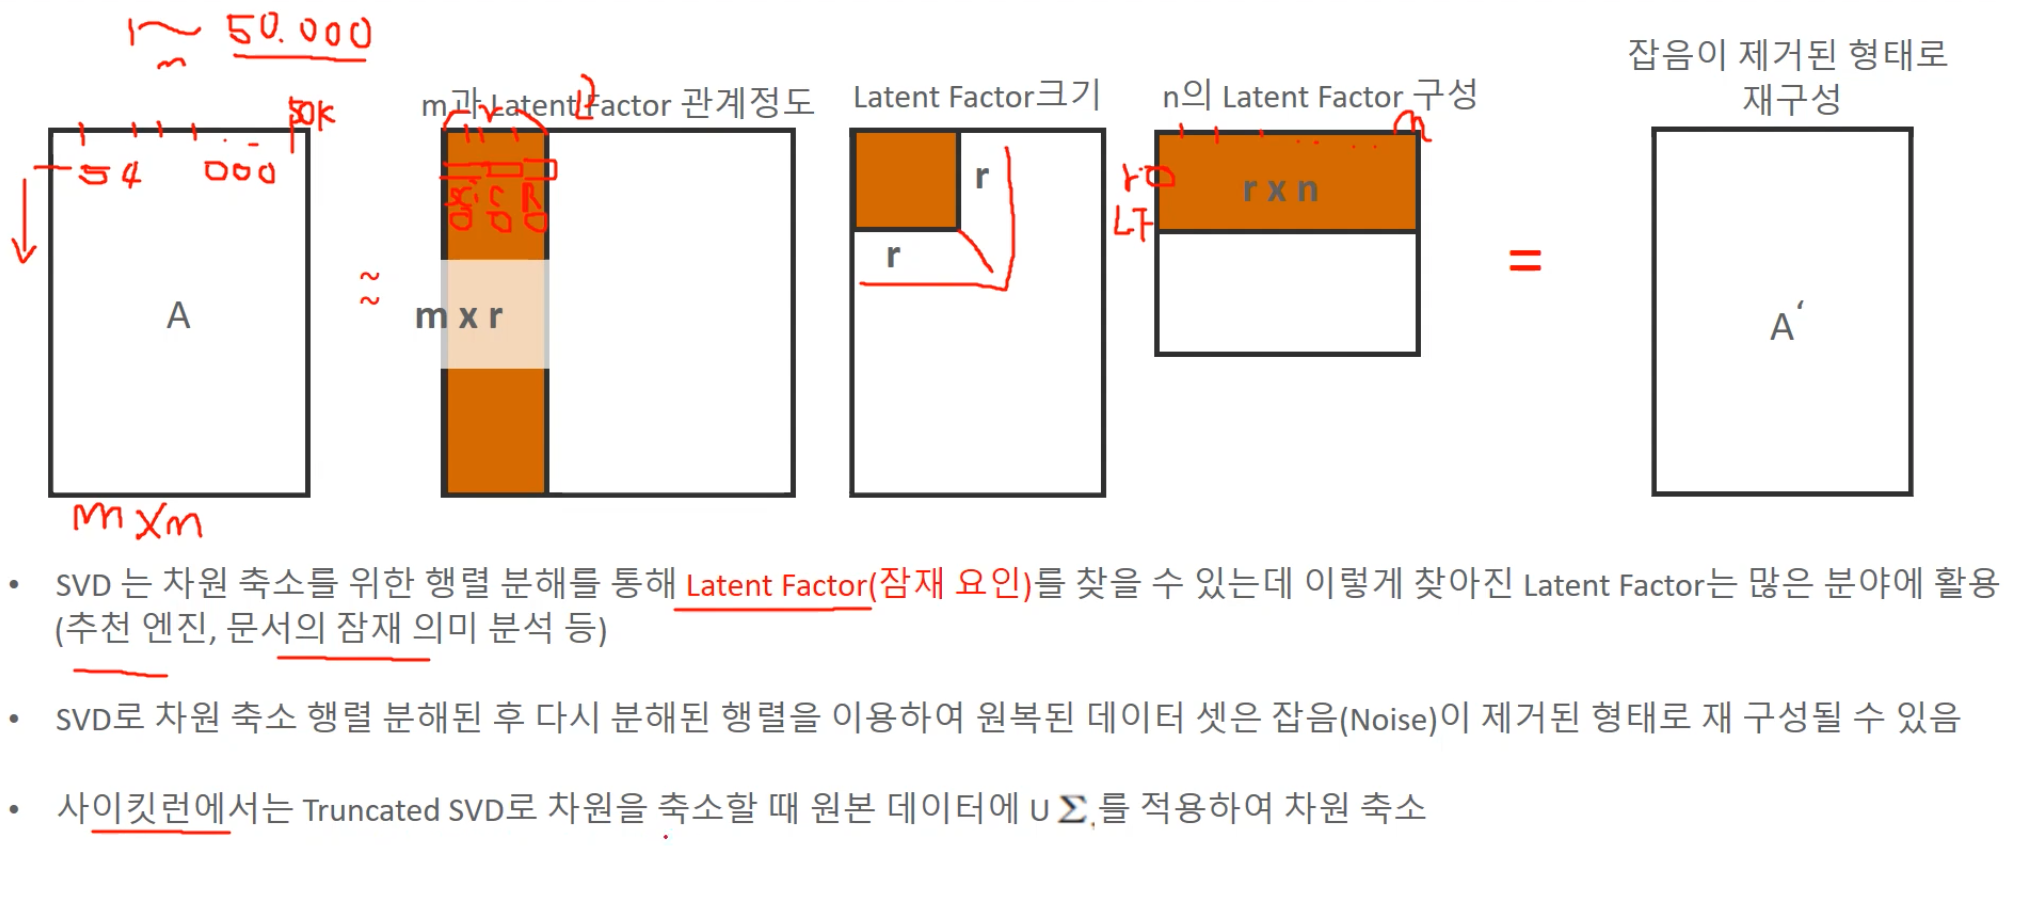 1~ 50.000
m과 Latent Factor 관계정도
Latent Factor크기
n의 Latent Factor 구성
잡음이 제거된 형태로
재구성
50K
r
n
5 4 0 0 0
r
r
r
LF
r x n
A
≈
m x r
=
A‘
m x n
• SVD 는 차원 축소를 위한 행렬 분해를 통해 Latent Factor(잠재 요인)를 찾을 수 있는데 이렇게 찾아진 Latent Factor는 많은 분야에 활용
(추천 엔진, 문서의 잠재 의미 분석 등)
• SVD로 차원 축소 행렬 분해된 후 다시 분해된 행렬을 이용하여 원복된 데이터 셋은 잡음(Noise)이 제거된 형태로 재 구성될 수 있음
• 사이킷런에서는 Truncated SVD로 차원을 축소할 때 원본 데이터에 U Σ.를 적용하여 차원 축소